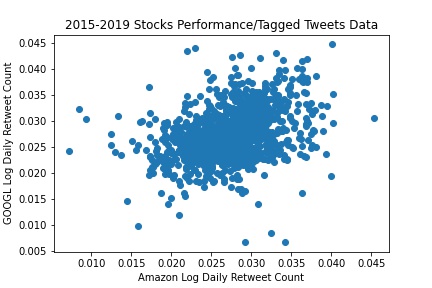 2015-2019 Stocks Performance/Tagged Tweets Data
GOOGL Log Daily Retweet Count
0.045
0.040
0.035
0.030
0.025
0.020
0.015
0.010
0.005
0.010 0.015 0.020 0.025 0.030 0.035 0.040 0.045
Amazon Log Daily Retweet Count